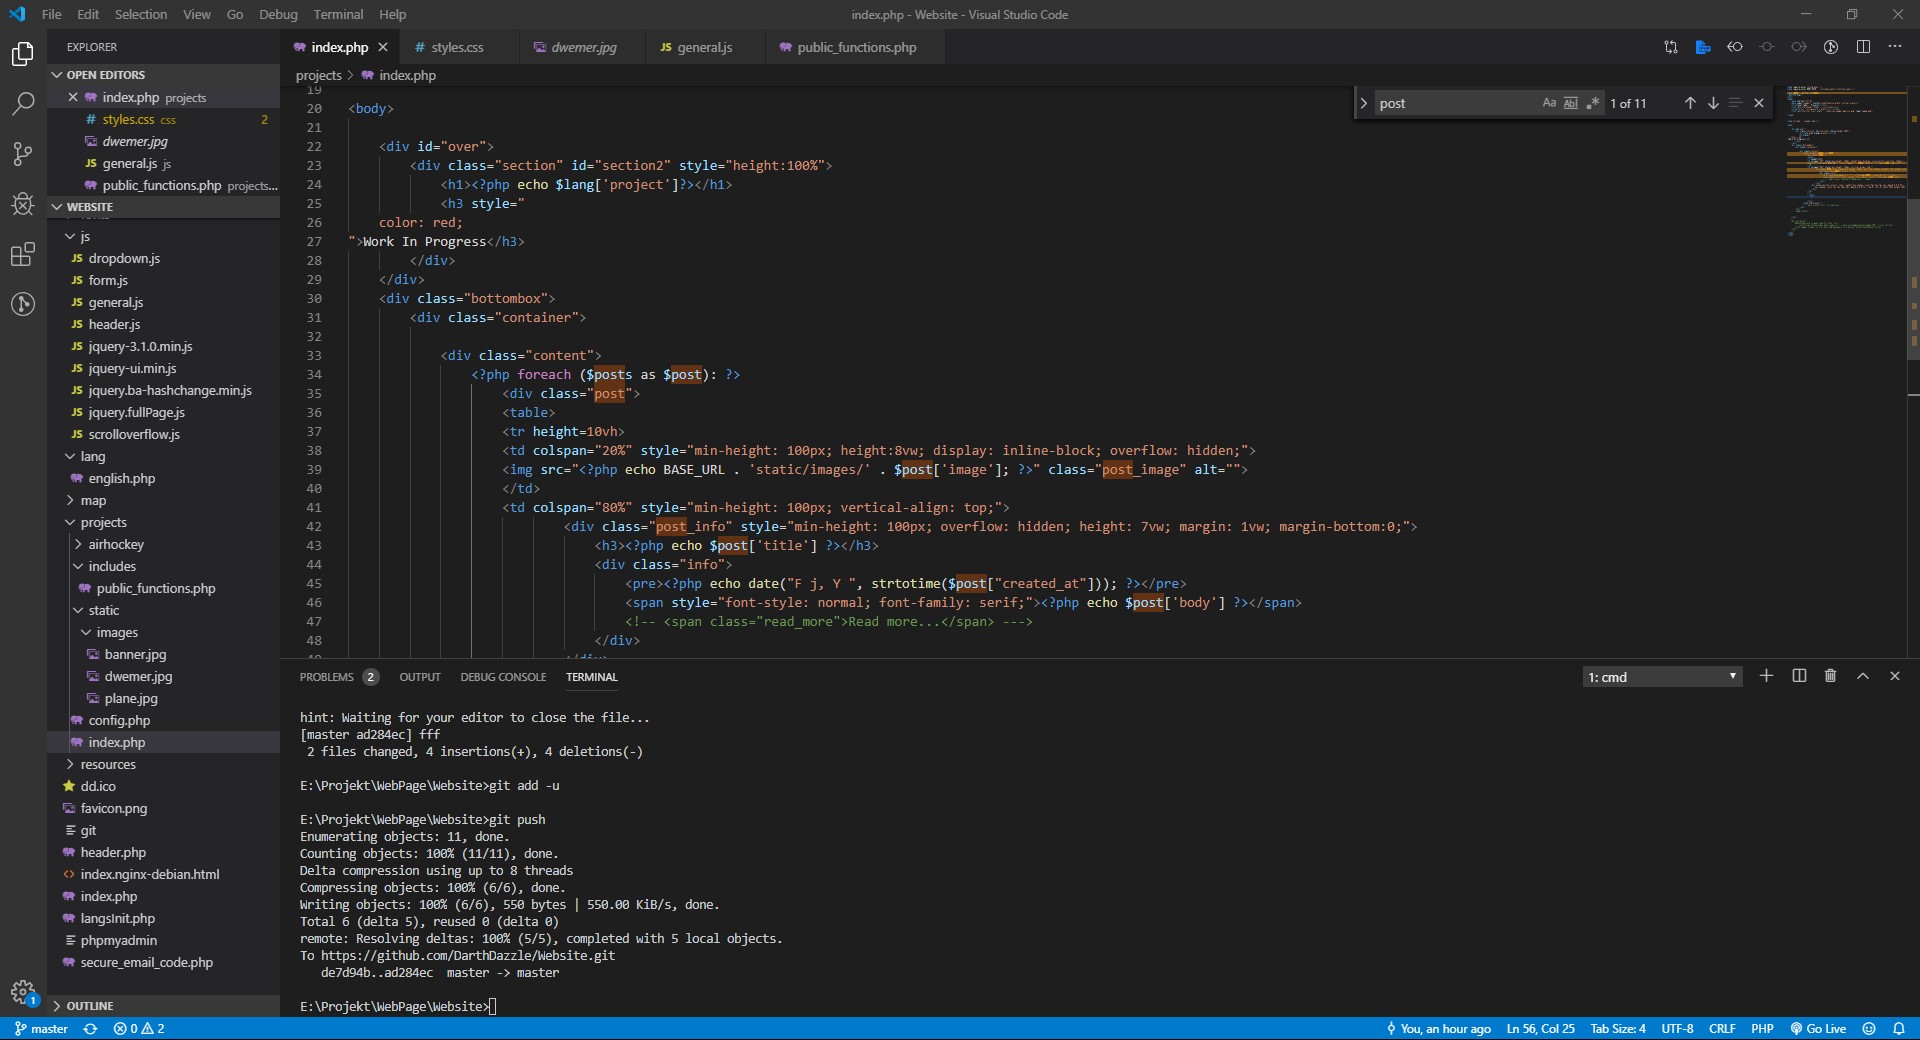 File Edit Selection View Go Debug Terminal Help
index.php - Website - Visual Studio Code
EXPLORER
OPEN EDITORS
index.php projects
styles.css css 2
dwemer.jpg
general.js js
public_functions.php projects...
WEBSITE
js
JS dropdown.js
JS form.js
JS general.js
JS header.js
JS jquery-3.1.0.min.js
JS jquery-ui.min.js
JS jquery.ba-hashchange.min.js
JS jquery.fullPage.js
JS scrolloverflow.js
lang
english.php
map
projects
airhockey
includes
public_functions.php
static
images
banner.jpg
dwemer.jpg
plane.jpg
config.php
index.php
resources
dd.ico
favicon.png
git
header.php
index.nginx-debian.html
index.php
langsInit.php
phpmyadmin
secure_email_code.php
OUTLINE
index.php # styles.css dwemer.jpg JS general.js public_functions.php
projects > index.php
post Aa Abl .* 1 of 11
19
20 <body>
21
22 <div id="over">
23 <div class="section" id="section2" style="height:100%">
24 <h1><?php echo $lang['project']?></h1>
25 <h3 style="
26 color: red;
27 ">Work In Progress</h3>
28 </div>
29 </div>
30 <div class="bottombox">
31 <div class="container">
32
33 <div class="content">
34 <?php foreach ($posts as $post): ?>
35 <div class="post">
36 <table>
37 <tr height=10vh>
38 <td colspan="20%" style="min-height: 100px; height:8vw; display: inline-block; overflow: hidden;">
39 <img src="<?php echo BASE_URL . 'static/images/' . $post['image']; ?>" class="post_image" alt="">
40 </td>
41 <td colspan="80%" style="min-height: 100px; vertical-align: top;">
42 <div class="post_info" style="min-height: 100px; overflow: hidden; height: 7vw; margin: 1vw; margin-bottom:0;">
43 <h3><?php echo $post['title'] ?></h3>
44 <div class="info">
45 <pre><?php echo date("F j, Y ", strtotime($post["created_at"])); ?></pre>
46 <span style="font-style: normal; font-family: serif;"><?php echo $post['body'] ?></span>
47 <!-- <span class="read_more">Read more...</span> --->
48 </div>
PROBLEMS 2 OUTPUT DEBUG CONSOLE TERMINAL
1: cmd
hint: Waiting for your editor to close the file...
[master ad284ec] fff
2 files changed, 4 insertions(+), 4 deletions(-)
E:\Projekt\WebPage\Website>git add -u
E:\Projekt\WebPage\Website>git push
Enumerating objects: 11, done.
Counting objects: 100% (11/11), done.
Delta compression using up to 8 threads
Compressing objects: 100% (6/6), done.
Writing objects: 100% (6/6), 550 bytes | 550.00 KiB/s, done.
Total 6 (delta 5), reused 0 (delta 0)
remote: Resolving deltas: 100% (5/5), completed with 5 local objects.
To https://github.com/DarthDazzle/Website.git
de7d94b..ad284ec master -> master
E:\Projekt\WebPage\Website>
1
master 0 2 You, an hour ago Ln 56, Col 25 Tab Size: 4 UTF-8 CRLF PHP Go Live